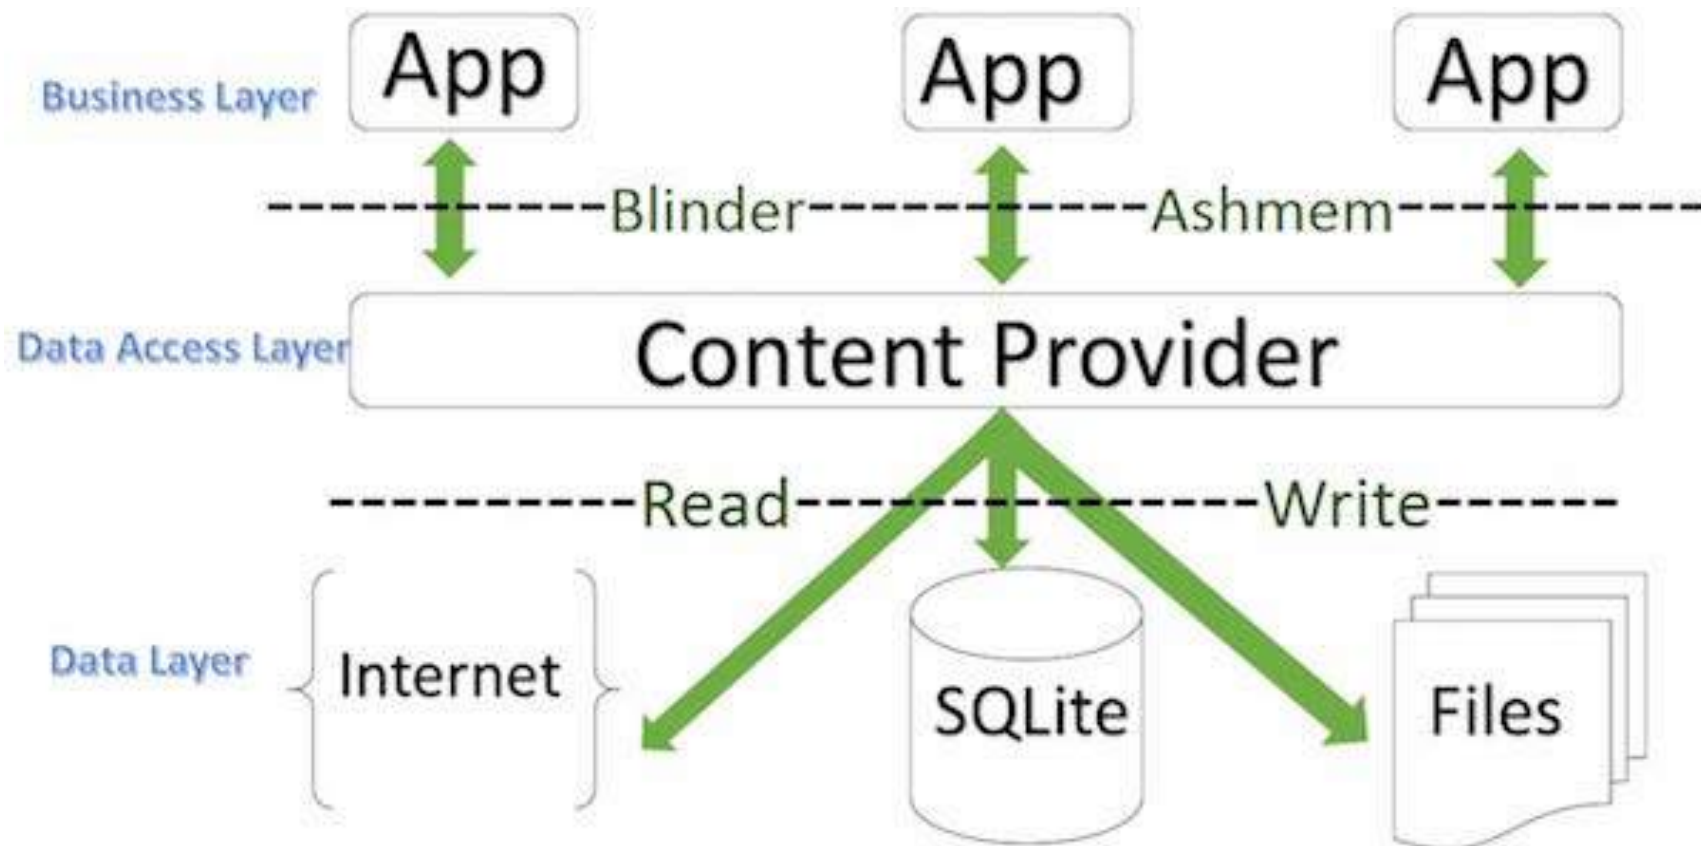 App App App
Business Layer
Blinder Ashmem
Data Access Layer Content Provider
Read Write
Data Layer Internet SQLite Files